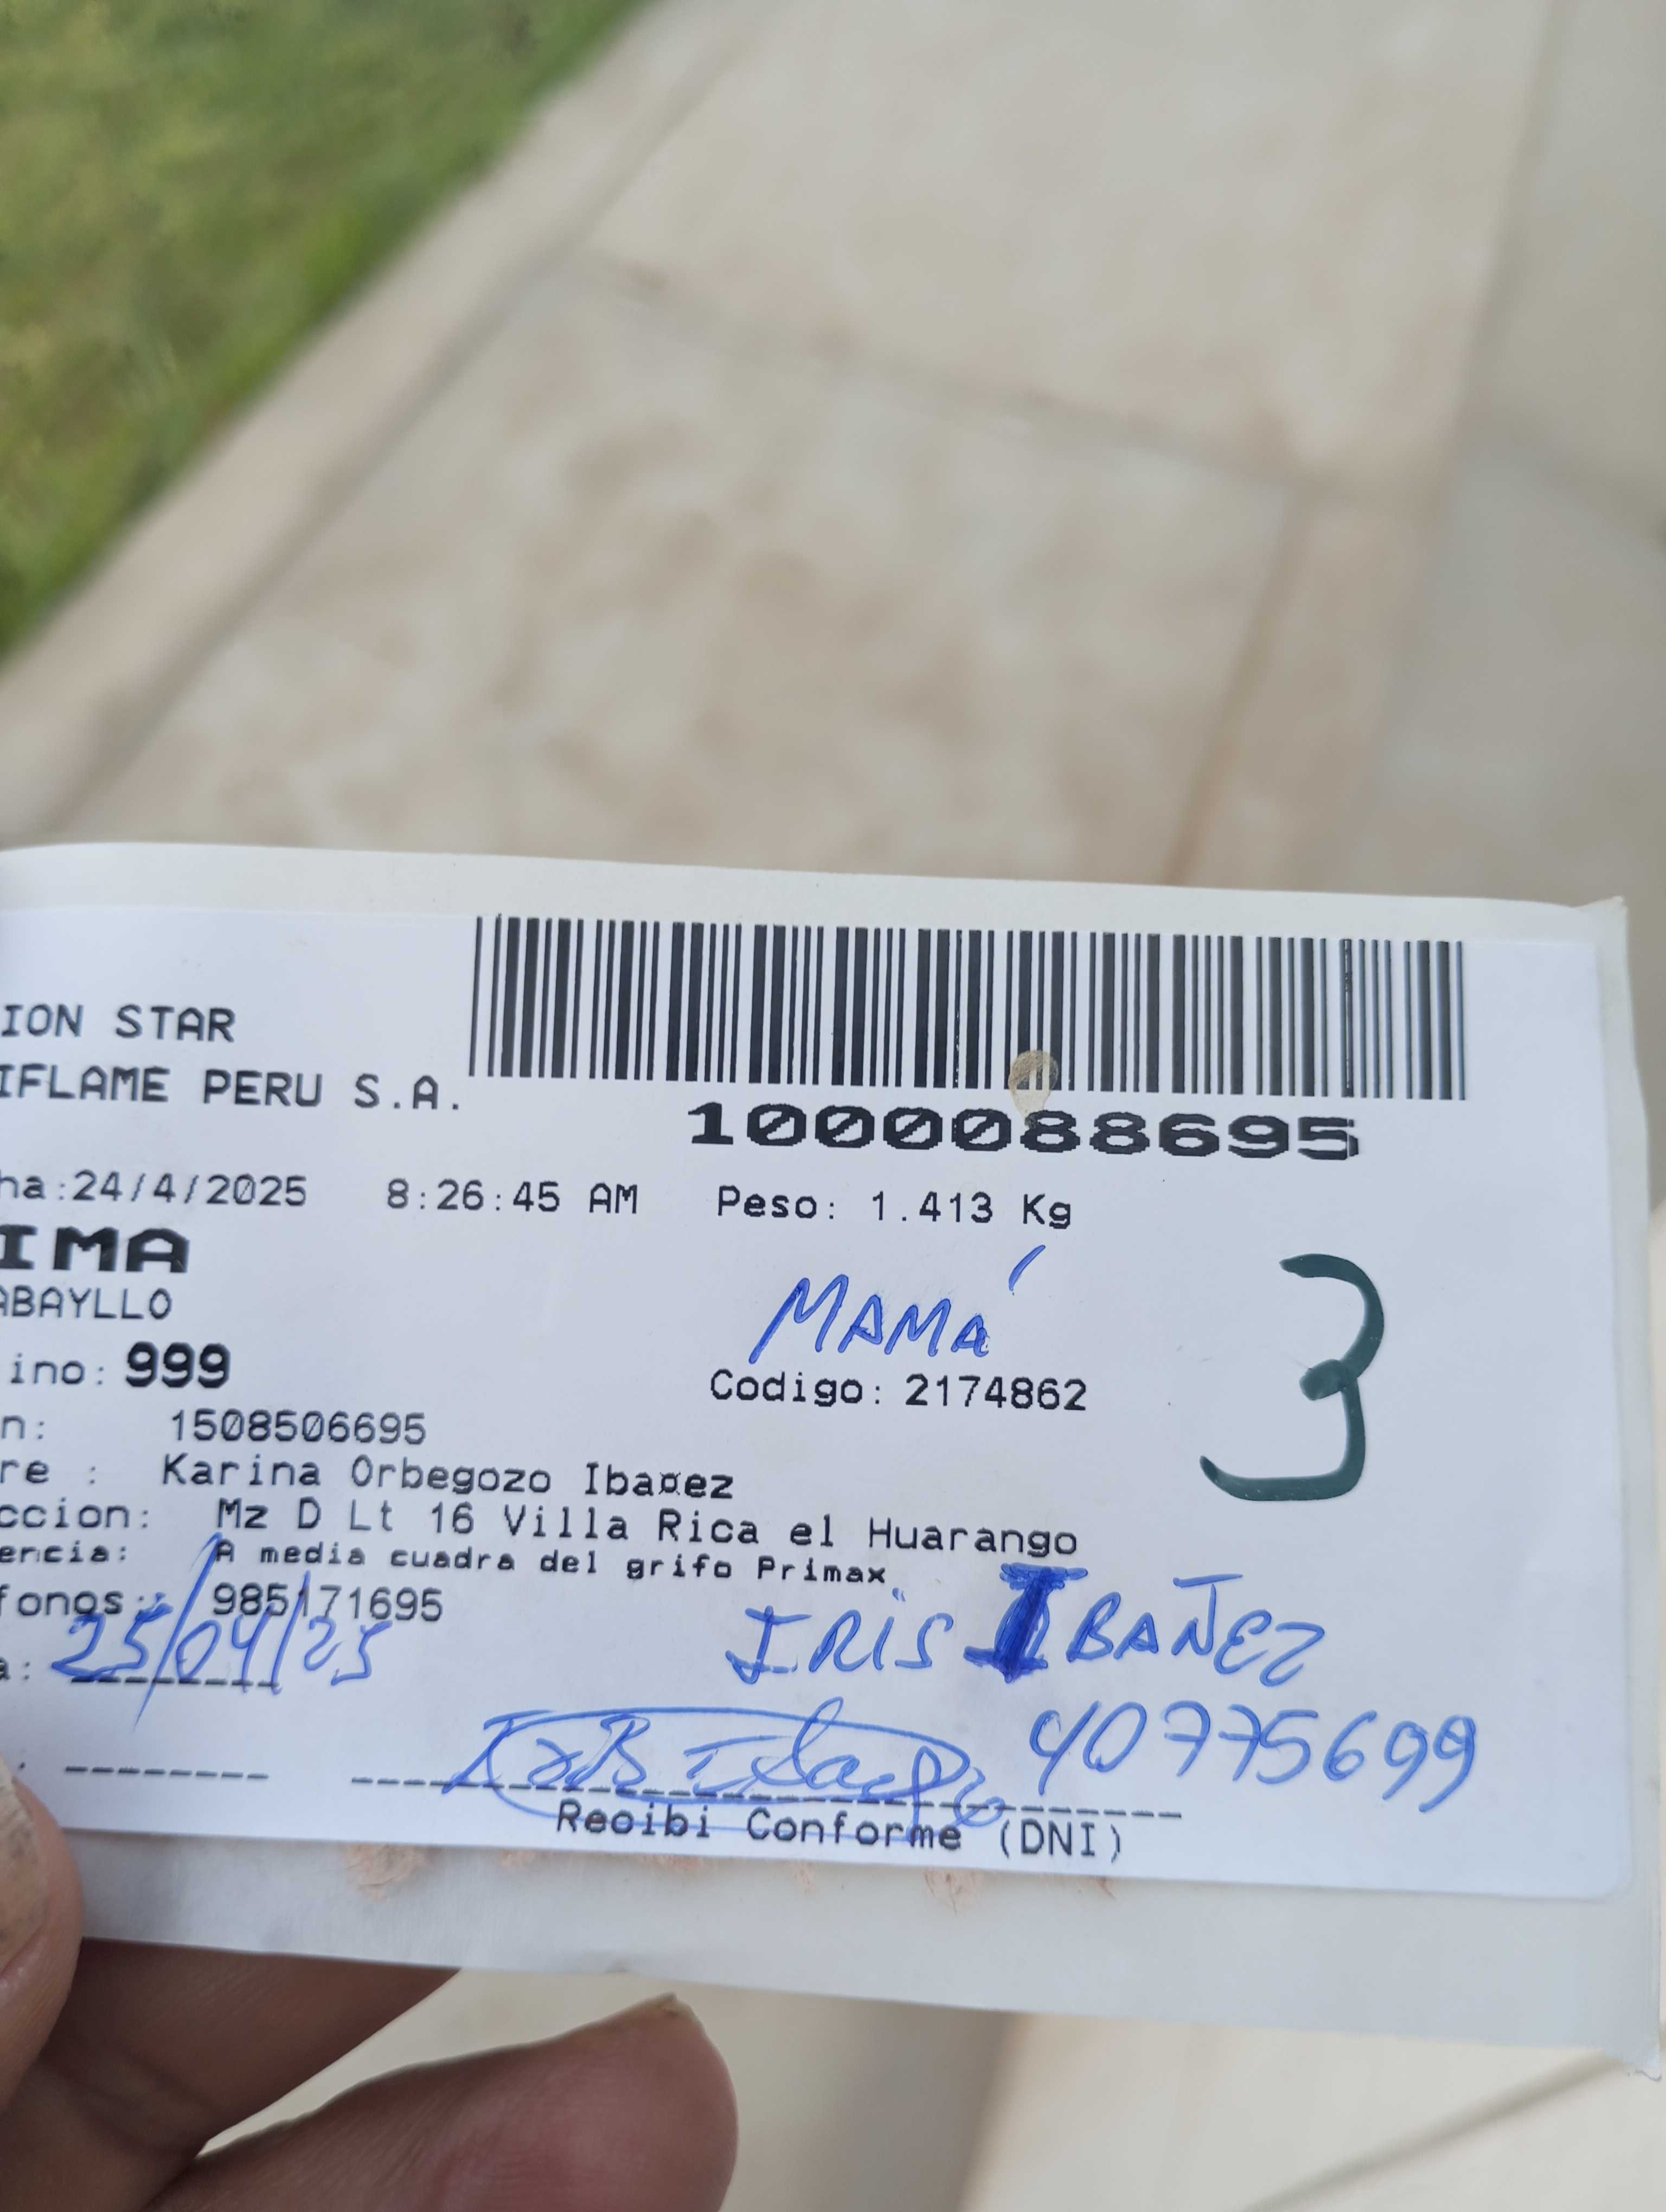 ION STAR
IFLAME PERU S.A.
1000088695
ha:24/4/2025 8:26:45 AM Peso: 1.413 Kg
IMA
MAMÁ
ABAYLLO
ino: 999
Codigo: 2174862
3
n: 1508506695
re : Karina Orbegozo Iba¤ez
ccion: Mz D Lt 16 Villa Rica el Huarango
encia: A media cuadra del grifo Primax
fonos: 985171695
a: 25/04/25
IRIS IBAÑEZ
40775699
Recibi Conforme (DNI)